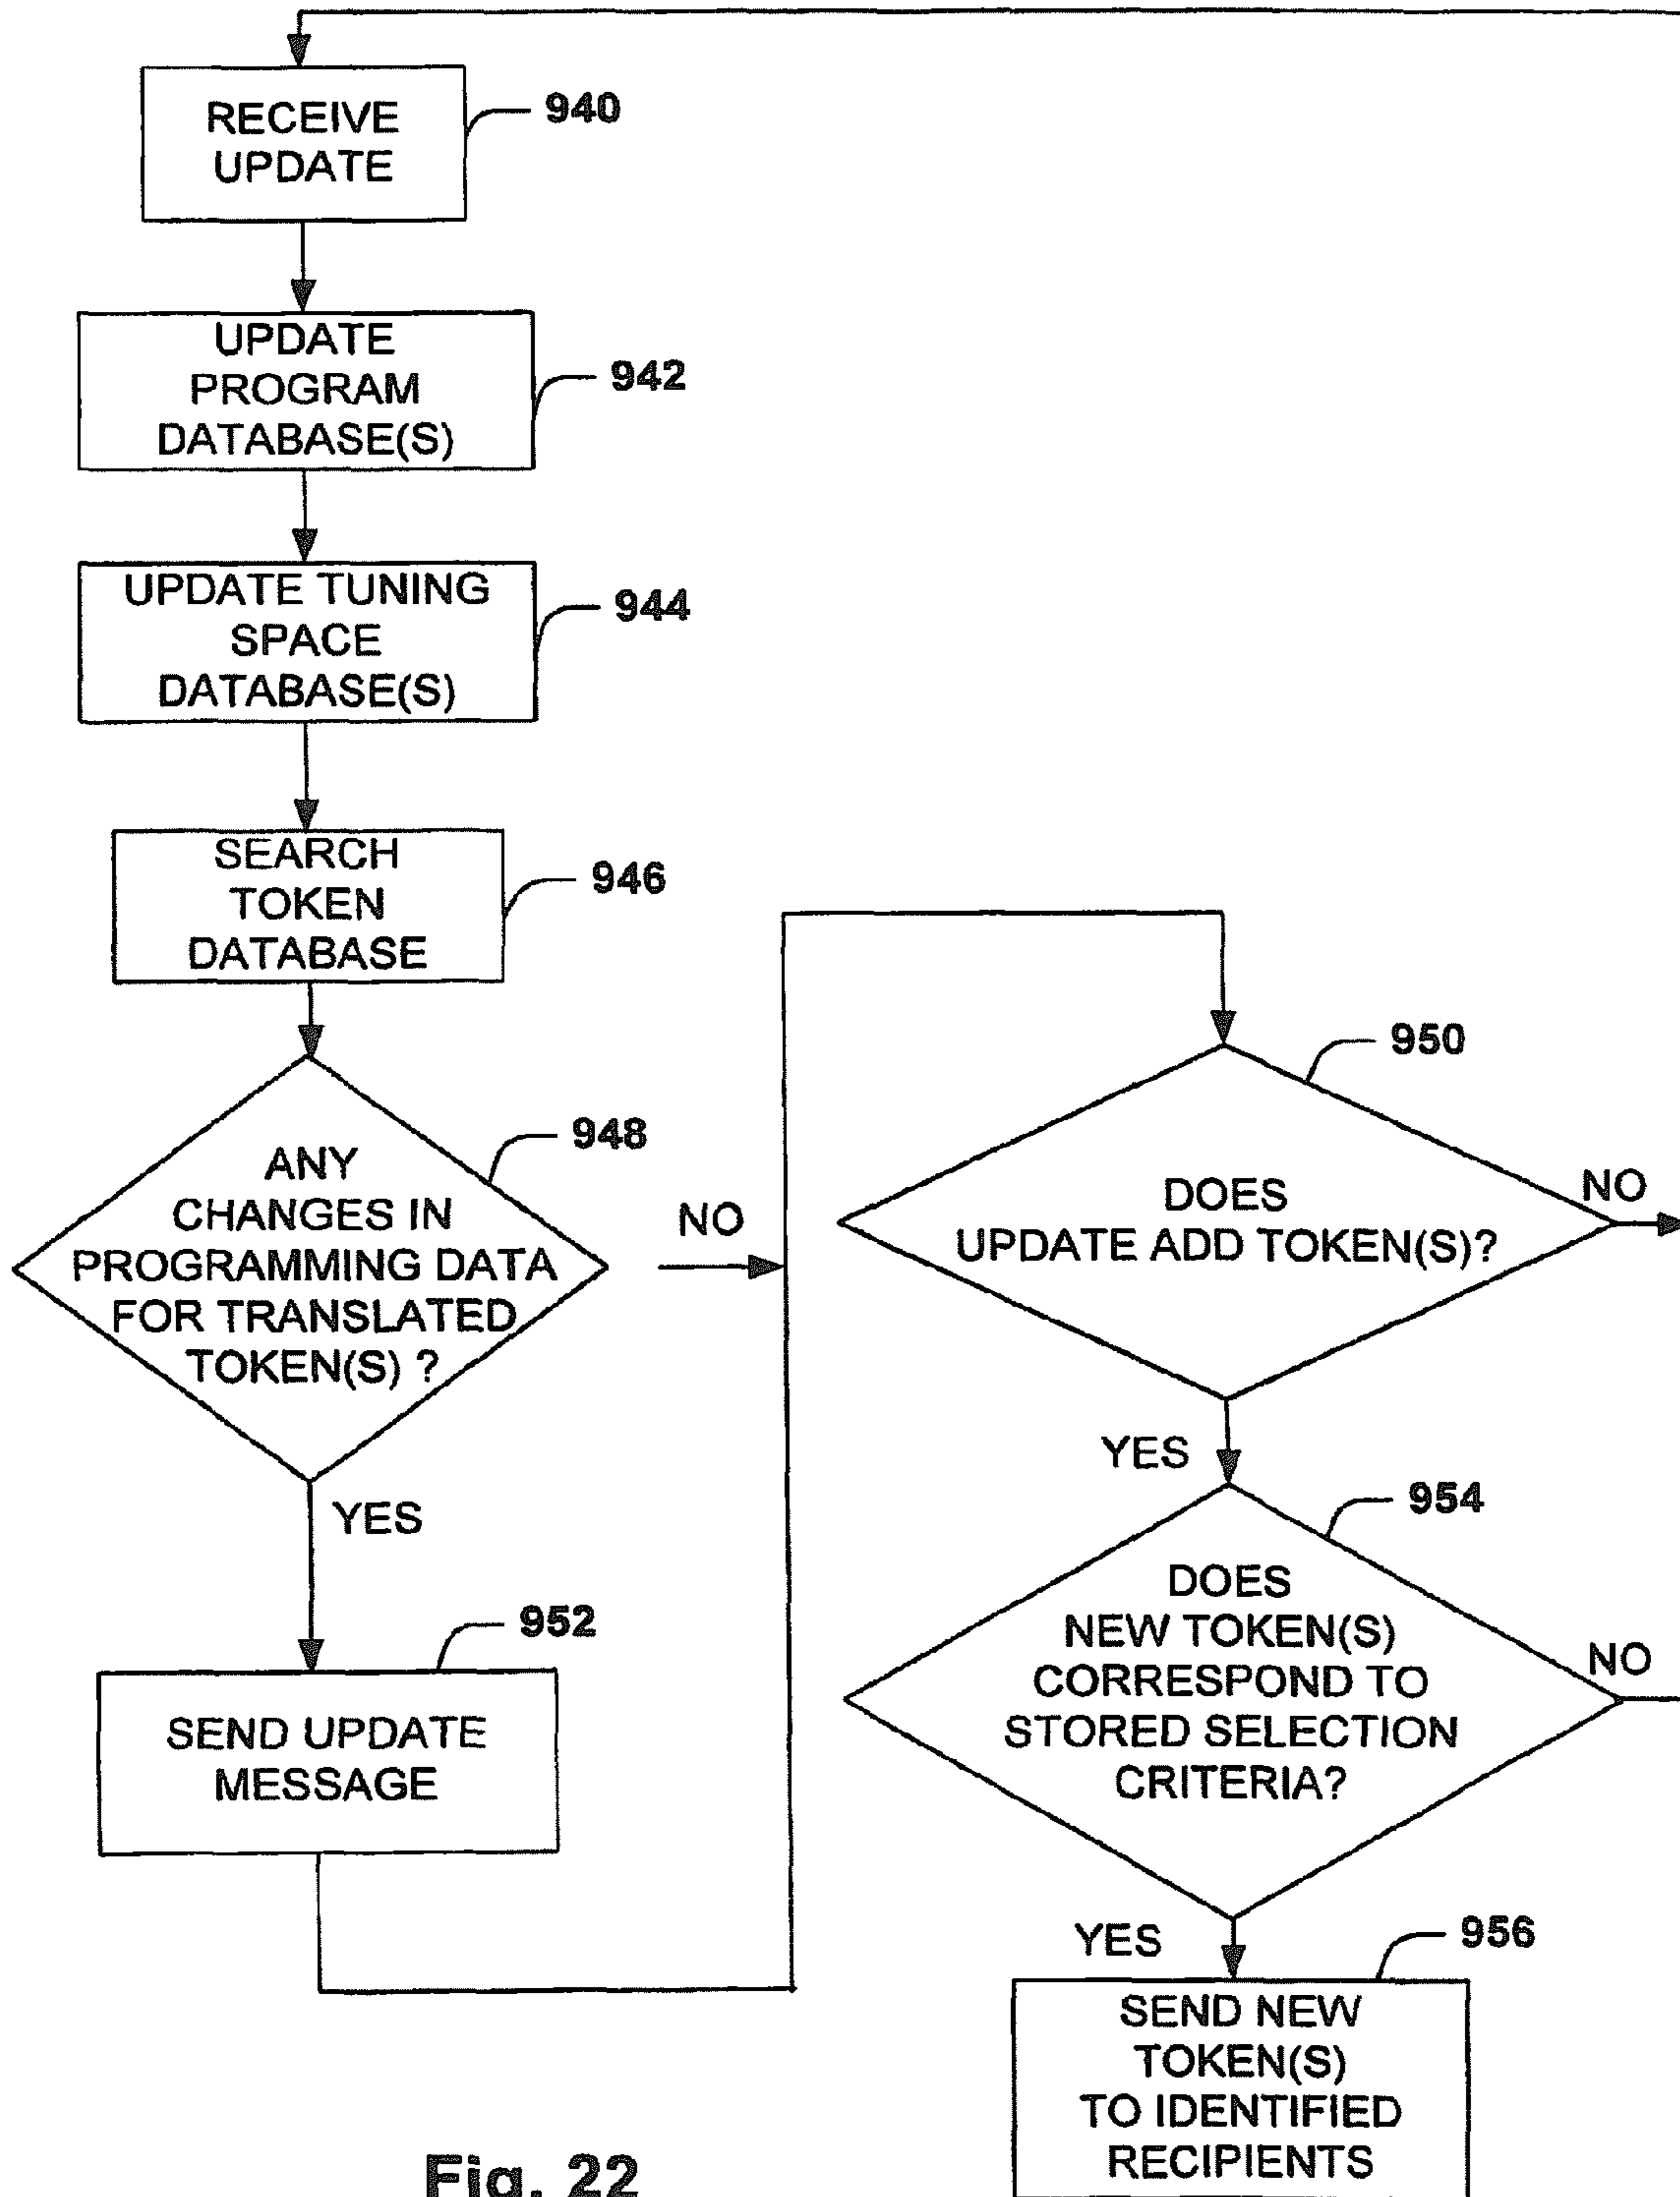 RECEIVE
UPDATE
940
UPDATE
PROGRAM
DATABASE(S)
942
UPDATE TUNING
SPACE
DATABASE(S)
944
SEARCH
TOKEN
DATABASE
946
ANY
CHANGES IN
PROGRAMMING DATA
FOR TRANSLATED
TOKEN(S) ?
948
NO
YES
SEND UPDATE
MESSAGE
952
DOES
UPDATE ADD TOKEN(S)?
950
NO
YES
DOES
NEW TOKEN(S)
CORRESPOND TO
STORED SELECTION
CRITERIA?
954
NO
YES
SEND NEW
TOKEN(S)
TO IDENTIFIED
RECIPIENTS
956
Fig. 22